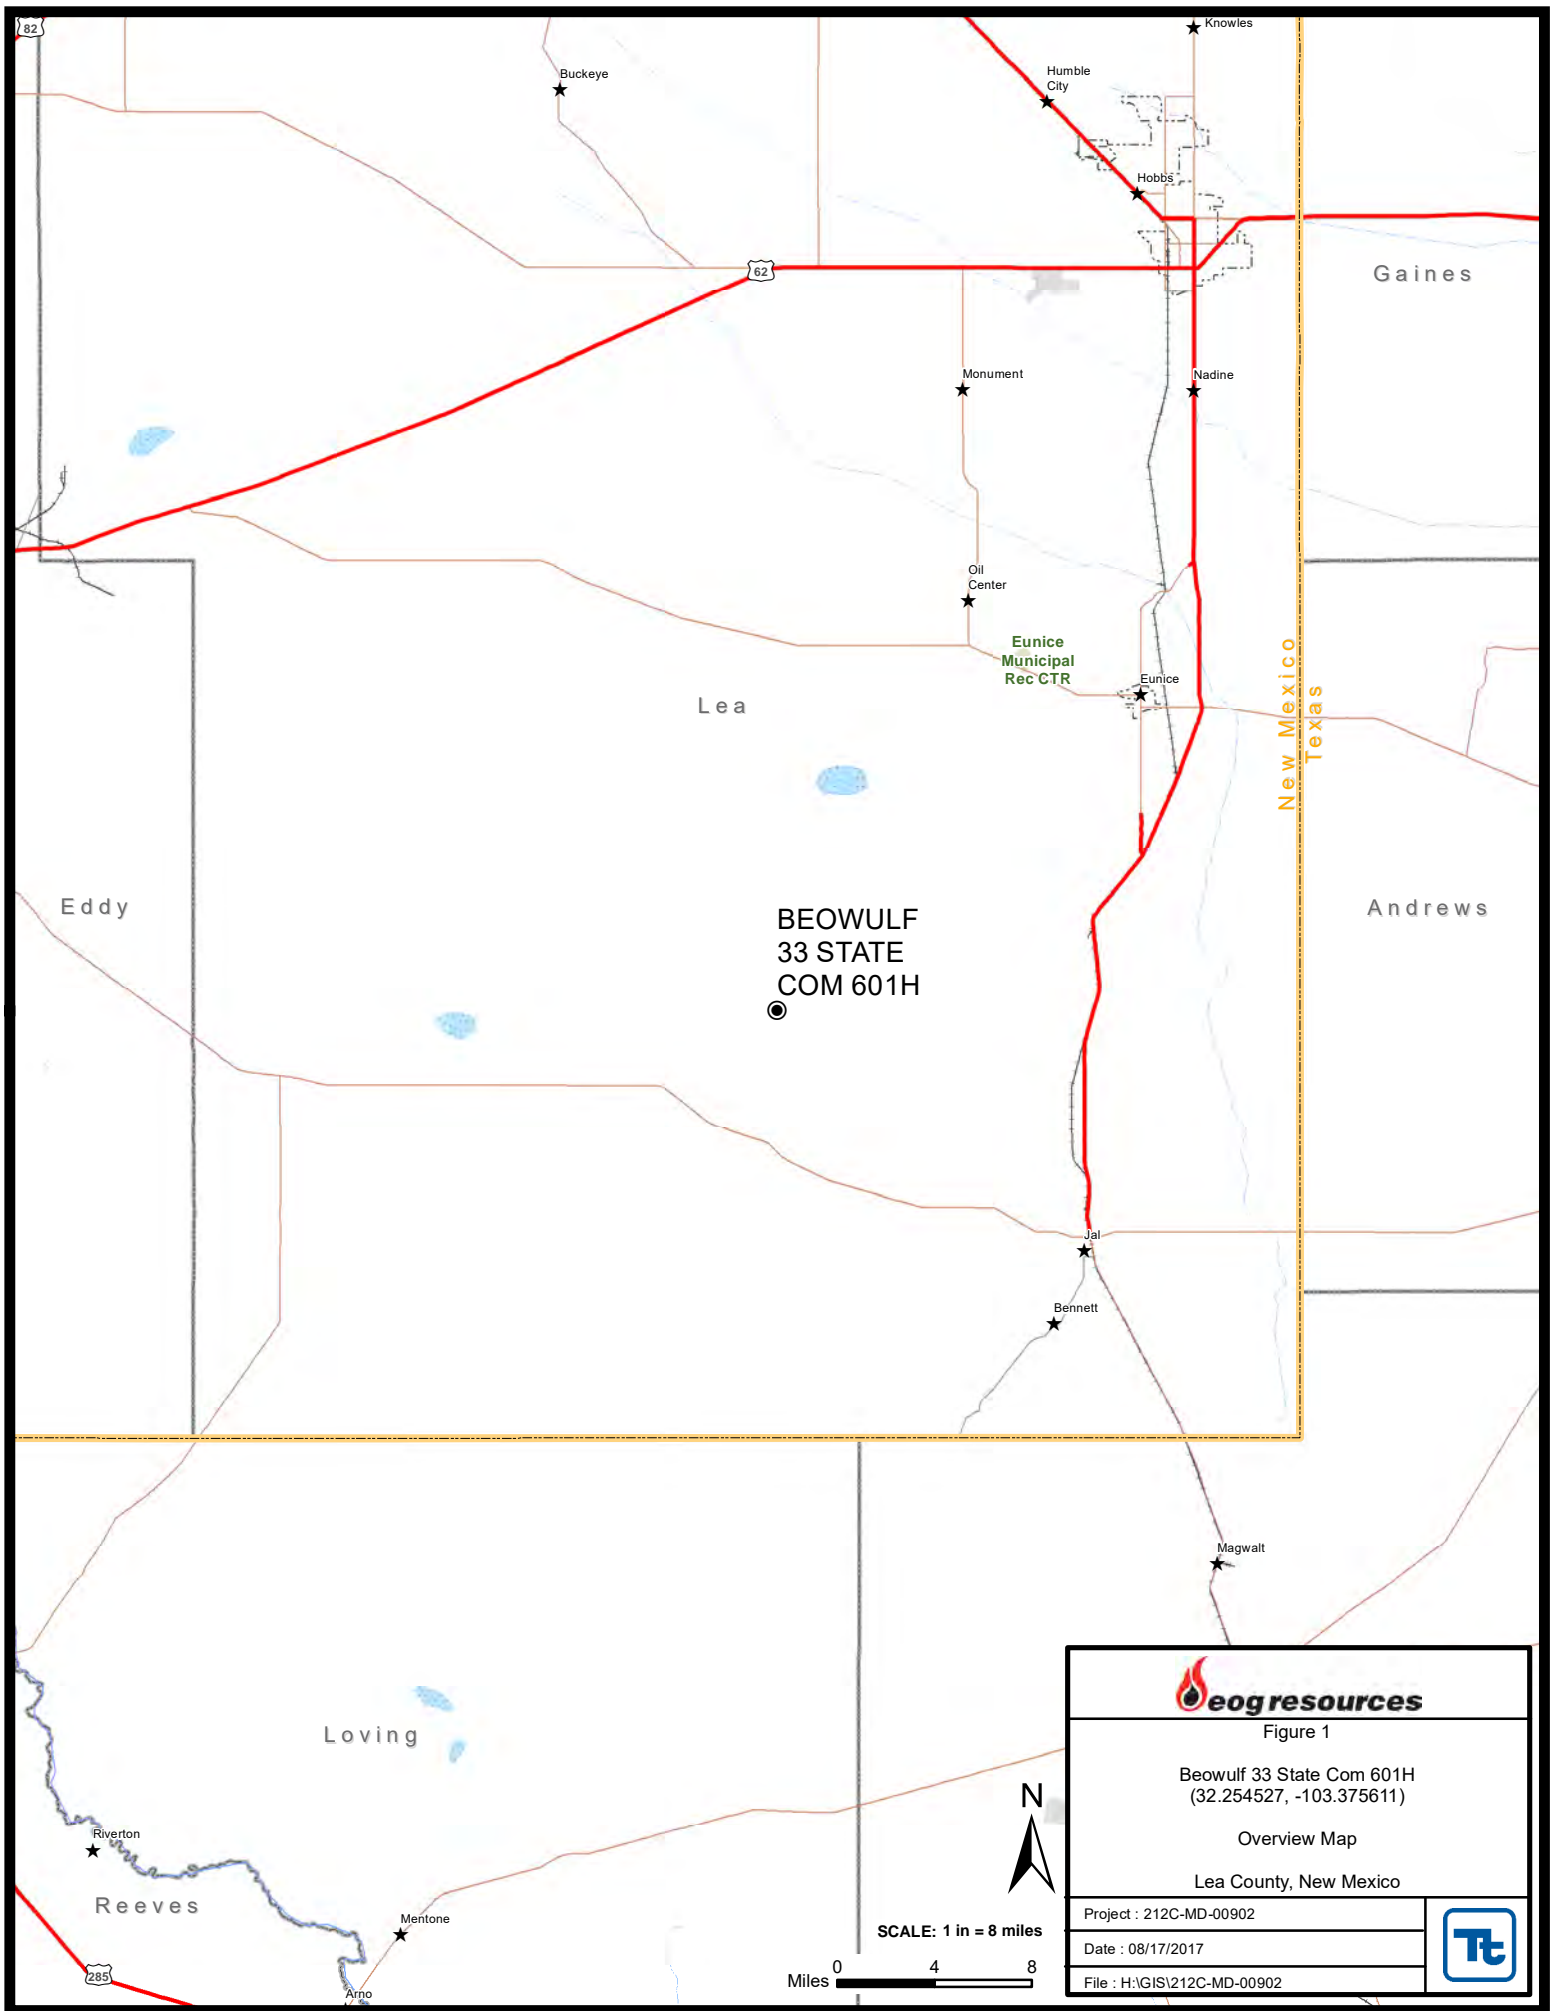 82
Knowles
Buckeye
Humble
City
Hobbs
62
Gaines
Monument
Nadine
Oil
Center
Eunice
Municipal
Rec CTR
Eunice
New Mexico
Texas
Lea
Eddy
Andrews
BEOWULF
33 STATE
COM 601H
Jal
Bennett
Magwalt
Loving
Riverton
Reeves
Mentone
285
Arno
N
SCALE: 1 in = 8 miles
0 4 8
Miles
eog resources
Figure 1
Beowulf 33 State Com 601H
(32.254527, -103.375611)
Overview Map
Lea County, New Mexico
Project : 212C-MD-00902
Date : 08/17/2017
File : H:\GIS\212C-MD-00902
Tt